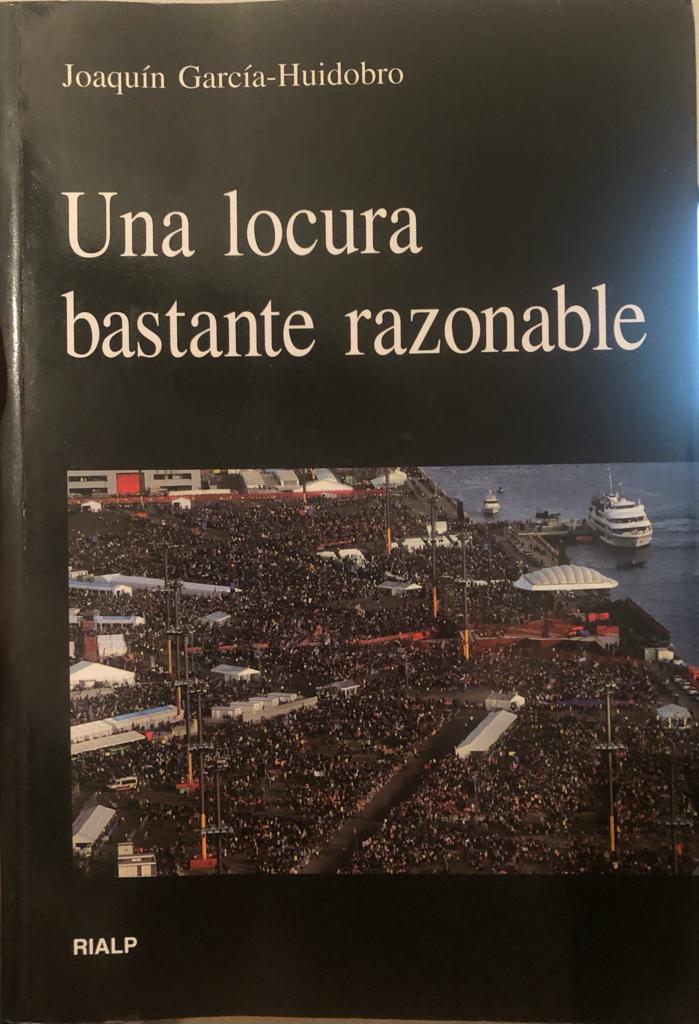 Joaquín García-Huidobro
Una locura
bastante razonable
RIALP